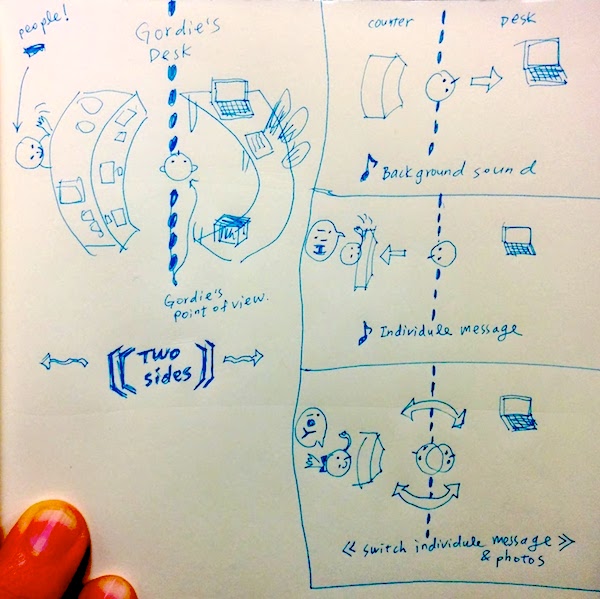 people!
Gordie's
Desk
Gordie's
point of view.
TWO
sides
counter
Desk
Background sound
Individule message
<< switch individule message >>
& photos